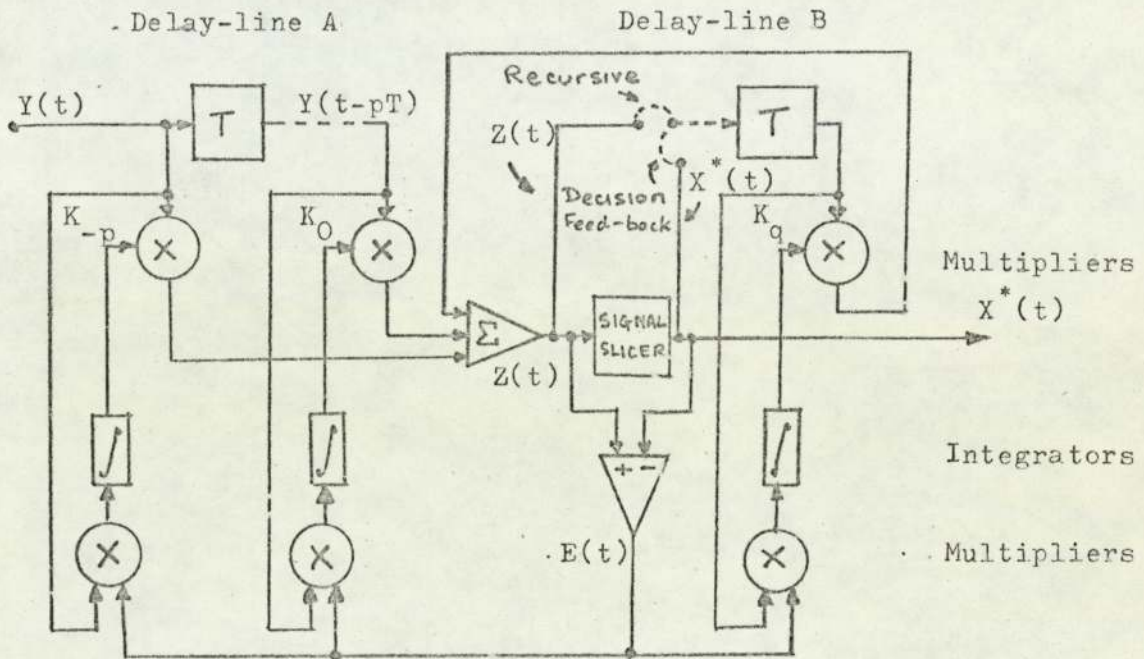 Delay-line A
Delay-line B
Recursive
Y(t)
T
Y(t-pT)
Z(t)
T
X*(t)
Decision
Feed-back
K-p
K0
Kq
Multipliers
X*(t)
Σ
SIGNAL
SLICER
Z(t)
∫
∫
∫
Integrators
+ -
E(t)
Multipliers